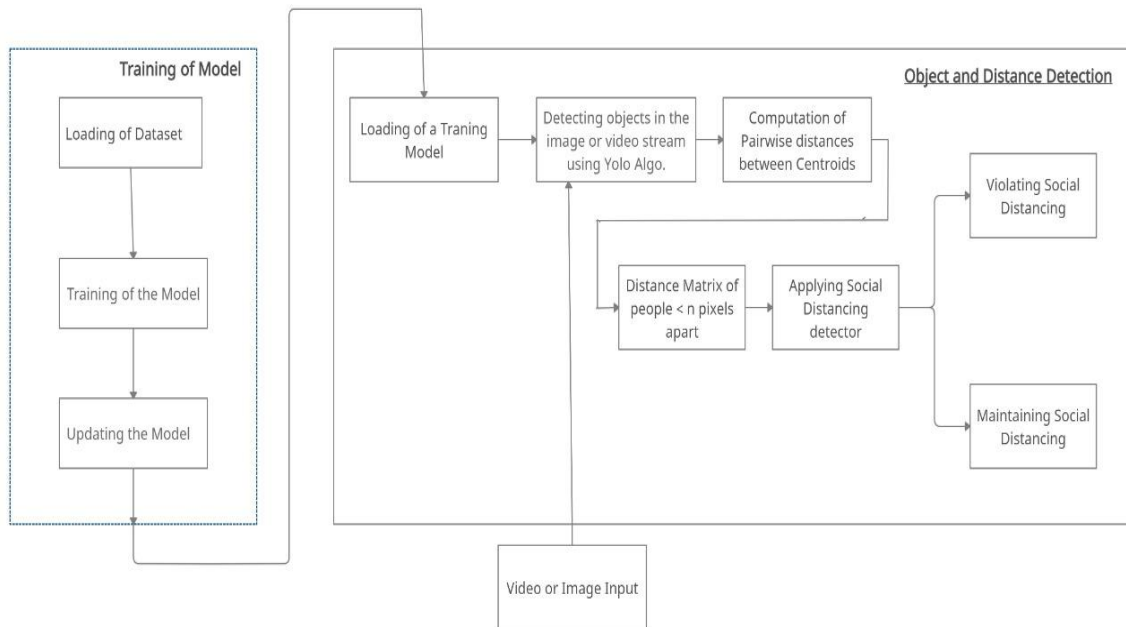 Training of Model
Loading of Dataset
Training of the Model
Updating the Model
Object and Distance Detection
Loading of a Traning
Model
Detecting objects in the
image or video stream
using Yolo Algo.
Computation of
Pairwise distances
between Centroids
Distance Matrix of
people < n pixels
apart
Applying Social
Distancing
detector
Violating Social
Distancing
Maintaining Social
Distancing
Video or Image Input